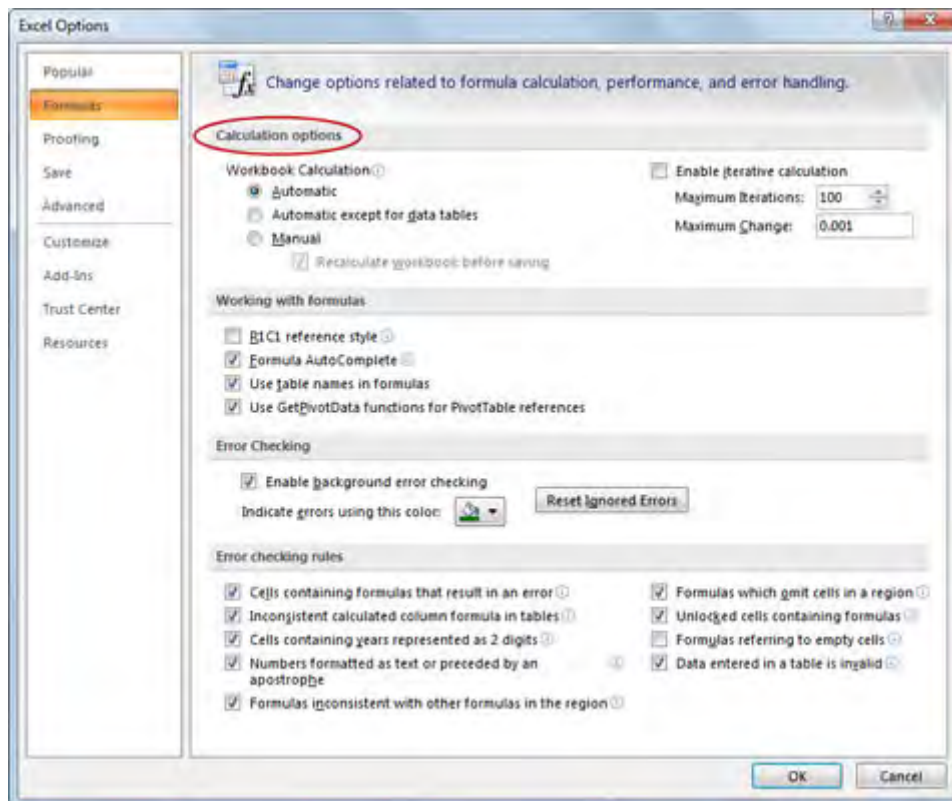 Excel Options
Popular
Formulas
Proofing
Save
Advanced
Customize
Add-Ins
Trust Center
Resources
Change options related to formula calculation, performance, and error handling.
Calculation options
Workbook Calculation
Automatic
Automatic except for data tables
Manual
Recalculate workbook before saving
Enable iterative calculation
Maximum Iterations: 100
Maximum Change: 0.001
Working with formulas
R1C1 reference style
Formula AutoComplete
Use table names in formulas
Use GetPivotData functions for PivotTable references
Error Checking
Enable background error checking
Indicate errors using this color:
Reset Ignored Errors
Error checking rules
Cells containing formulas that result in an error
Inconsistent calculated column formula in tables
Cells containing years represented as 2 digits
Numbers formatted as text or preceded by an
apostrophe
Formulas inconsistent with other formulas in the region
Formulas which omit cells in a region
Unlocked cells containing formulas
Formulas referring to empty cells
Data entered in a table is invalid
OK
Cancel